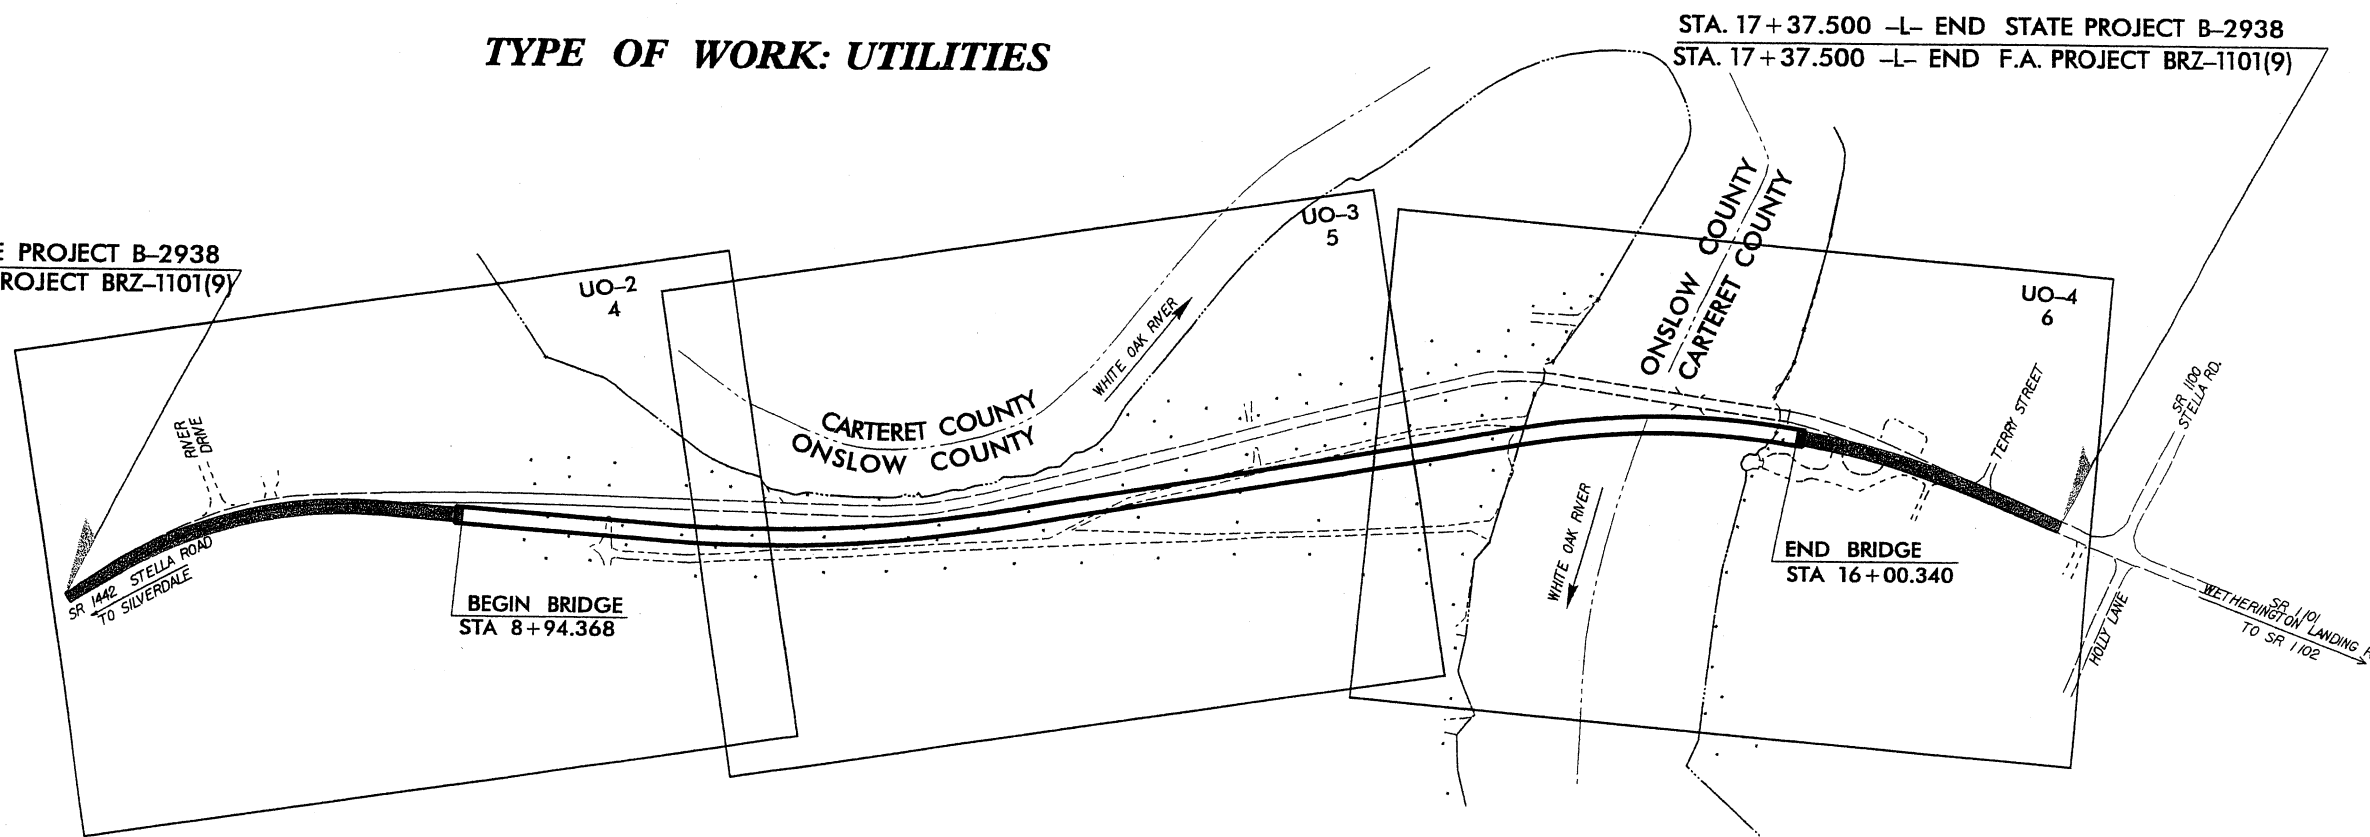 TYPE OF WORK: UTILITIES
STA. 17+37.500 -L- END STATE PROJECT B-2938
STA. 17+37.500 -L- END F.A. PROJECT BRZ-1101(9)
PROJECT B-2938
ROJECT BRZ-1101(9)
UO-2
4
UO-3
5
UO-4
6
ONSLOW COUNTY
CARTERET COUNTY
WHITE OAK RIVER
CARTERET COUNTY
ONSLOW COUNTY
RIVER
DRIVE
TERRY STREET
SR 1100
STELLA RD.
SR 1442 STELLA ROAD
TO SILVERDALE
BEGIN BRIDGE
STA 8+94.368
WHITE OAK RIVER
END BRIDGE
STA 16+00.340
HOLLY LANE
SR 1101
WETHERINGTON LANDING
TO SR 1102